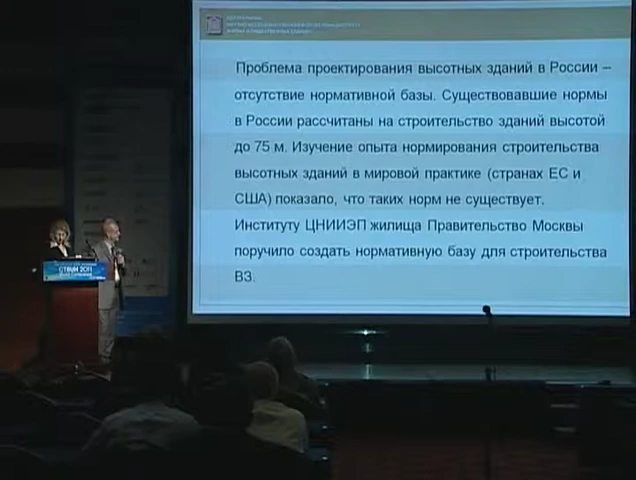 Проблема проектирования высотных зданий в России –
отсутствие нормативной базы. Существовавшие нормы
в России рассчитаны на строительство зданий высотой
до 75 м. Изучение опыта нормирования строительства
высотных зданий в мировой практике (странах ЕС и
США) показало, что таких норм не существует.
Институту ЦНИИЭП жилища Правительство Москвы
поручило создать нормативную базу для строительства
ВЗ.
CTBUH 2011